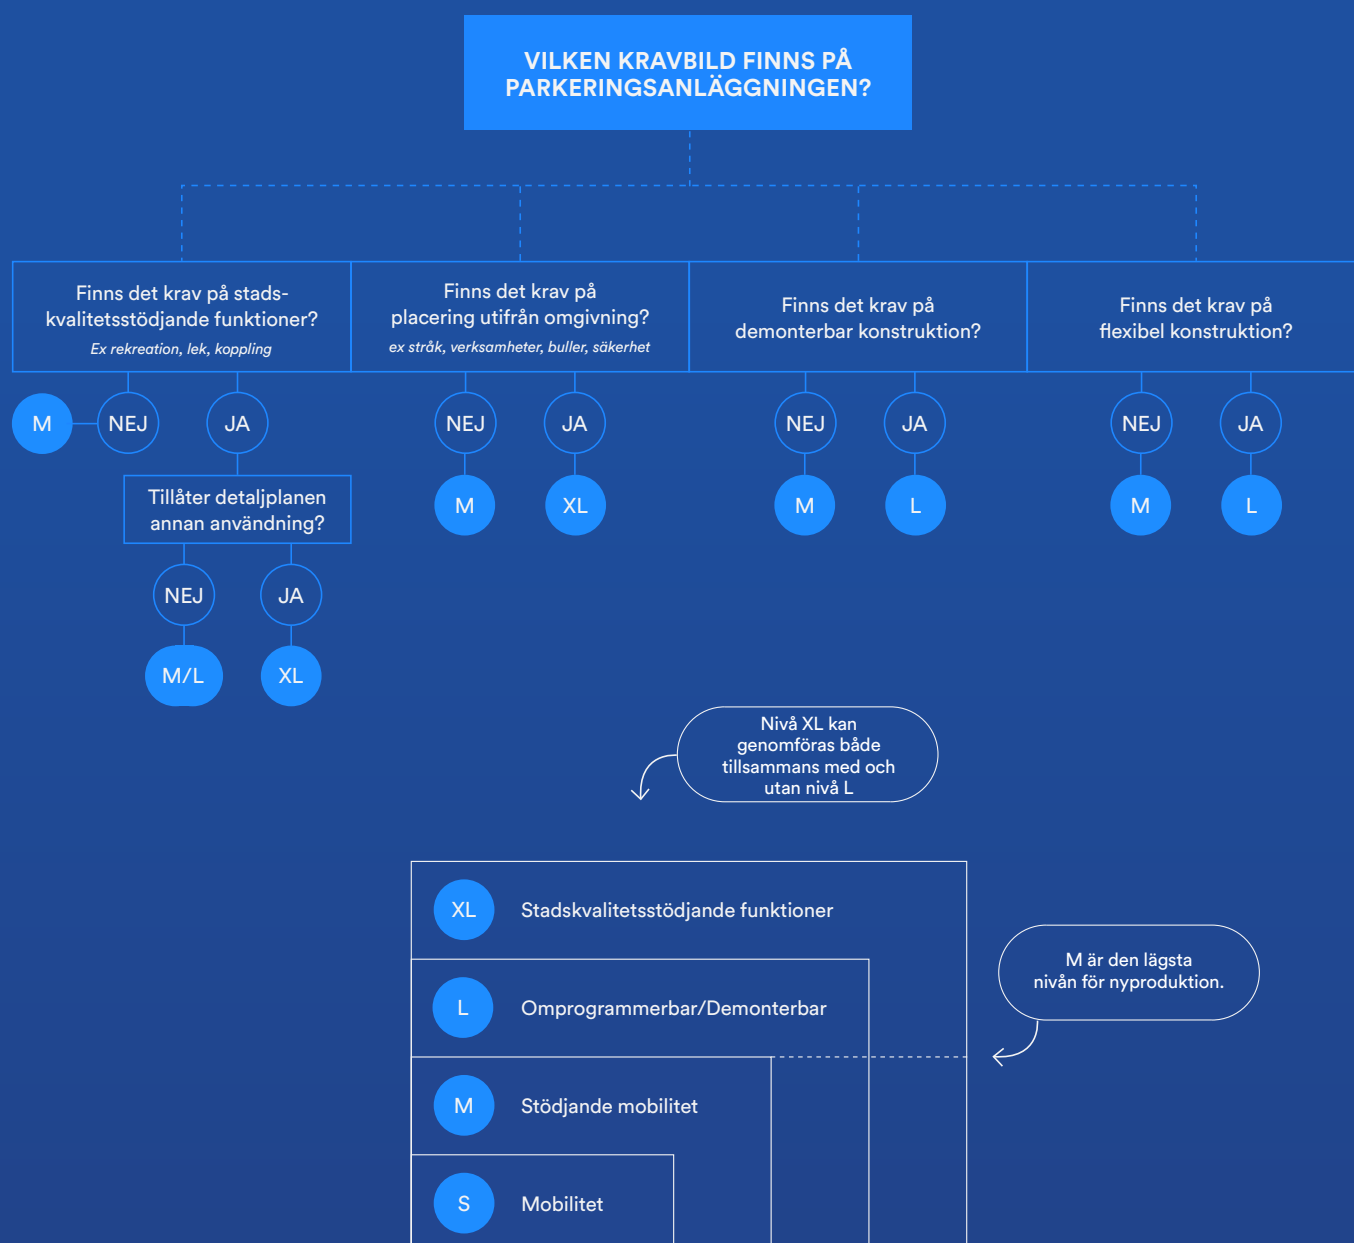 VILKEN KRAVBILD FINNS PÅ
PARKERINGSANLÄGGNINGEN?
Finns det krav på stads-
kvalitetsstödjande funktioner?
Ex rekreation, lek, koppling
Finns det krav på
placering utifrån omgivning?
ex stråk, verksamheter, buller, säkerhet
Finns det krav på
demonterbar konstruktion?
Finns det krav på
flexibel konstruktion?
M
NEJ
JA
NEJ
JA
NEJ
JA
NEJ
JA
Tillåter detaljplanen
annan användning?
M
XL
M
L
M
L
NEJ
JA
M/L
XL
Nivå XL kan
genomföras både
tillsammans med och
utan nivå L
XL
Stadskvalitetsstödjande funktioner
M är den lägsta
nivån för nyproduktion.
L
Omprogrammerbar/Demonterbar
M
Stödjande mobilitet
S
Mobilitet